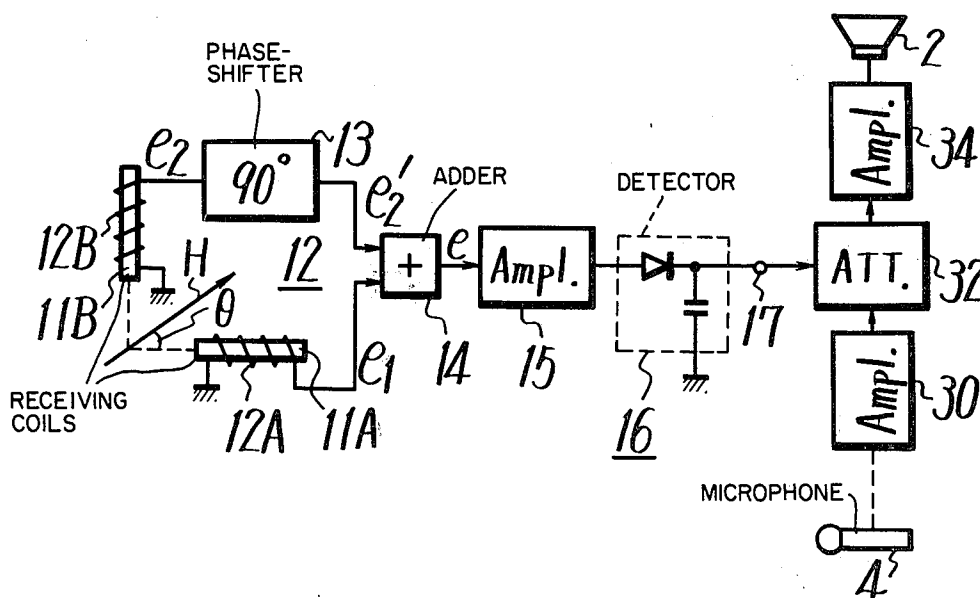 PHASE-
SHIFTER
13
90°
e2
e2'
ADDER
+
14
e
Ampl.
15
DETECTOR
16
17
ATT.
32
Ampl.
34
2
Ampl.
30
MICROPHONE
4
12B
11B
H
θ
12
RECEIVING
COILS
12A
11A
e1